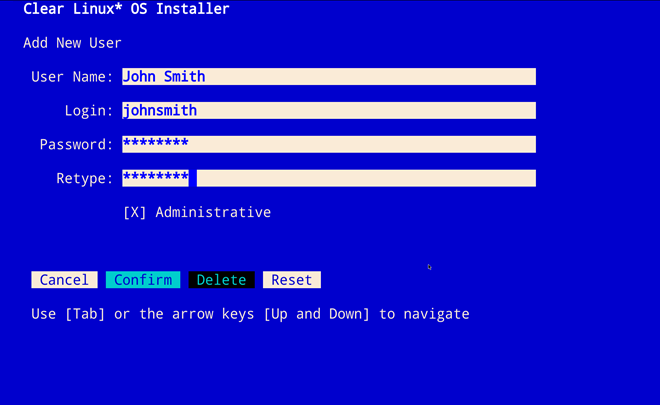 Clear Linux* OS Installer
Add New User
User Name: John Smith
Login: johnsmith
Password: ********
Retype: ********
[X] Administrative
Cancel Confirm Delete Reset
Use [Tab] or the arrow keys [Up and Down] to navigate